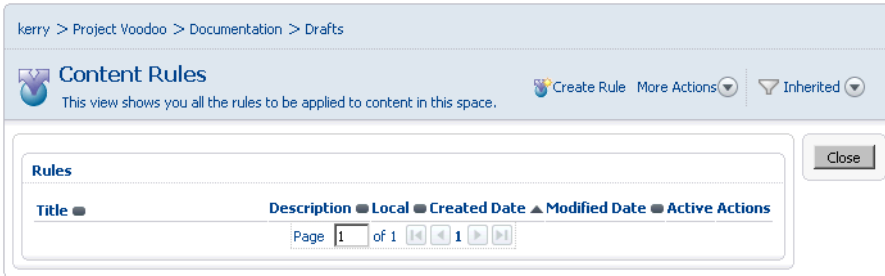 kerry > Project Voodoo > Documentation > Drafts
Content Rules
This view shows you all the rules to be applied to content in this space.
Create Rule More Actions Inherited
Close
Rules
Title Description Local Created Date Modified Date Active Actions
Page 1 of 1 1